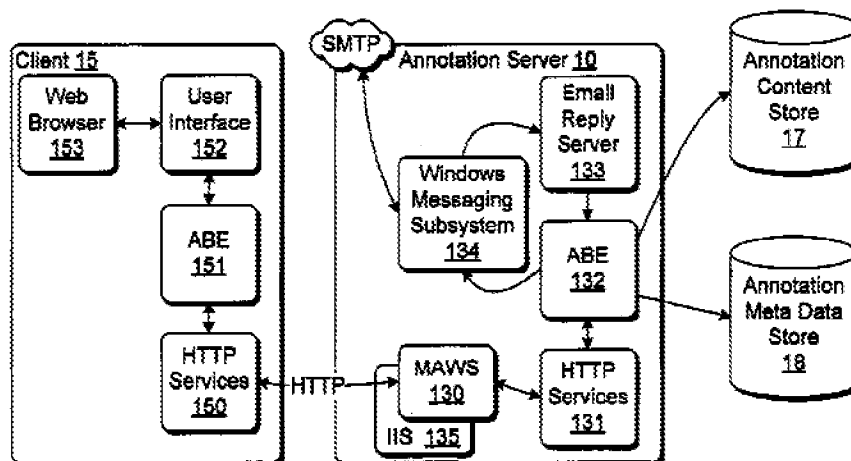 SMTP
Client 15
Web
Browser
153
User
Interface
152
ABE
151
HTTP
Services
150
HTTP
Annotation Server 10
Email
Reply
Server
133
Windows
Messaging
Subsystem
134
ABE
132
MAWS
130
IIS 135
HTTP
Services
131
Annotation
Content
Store
17
Annotation
Meta Data
Store
18